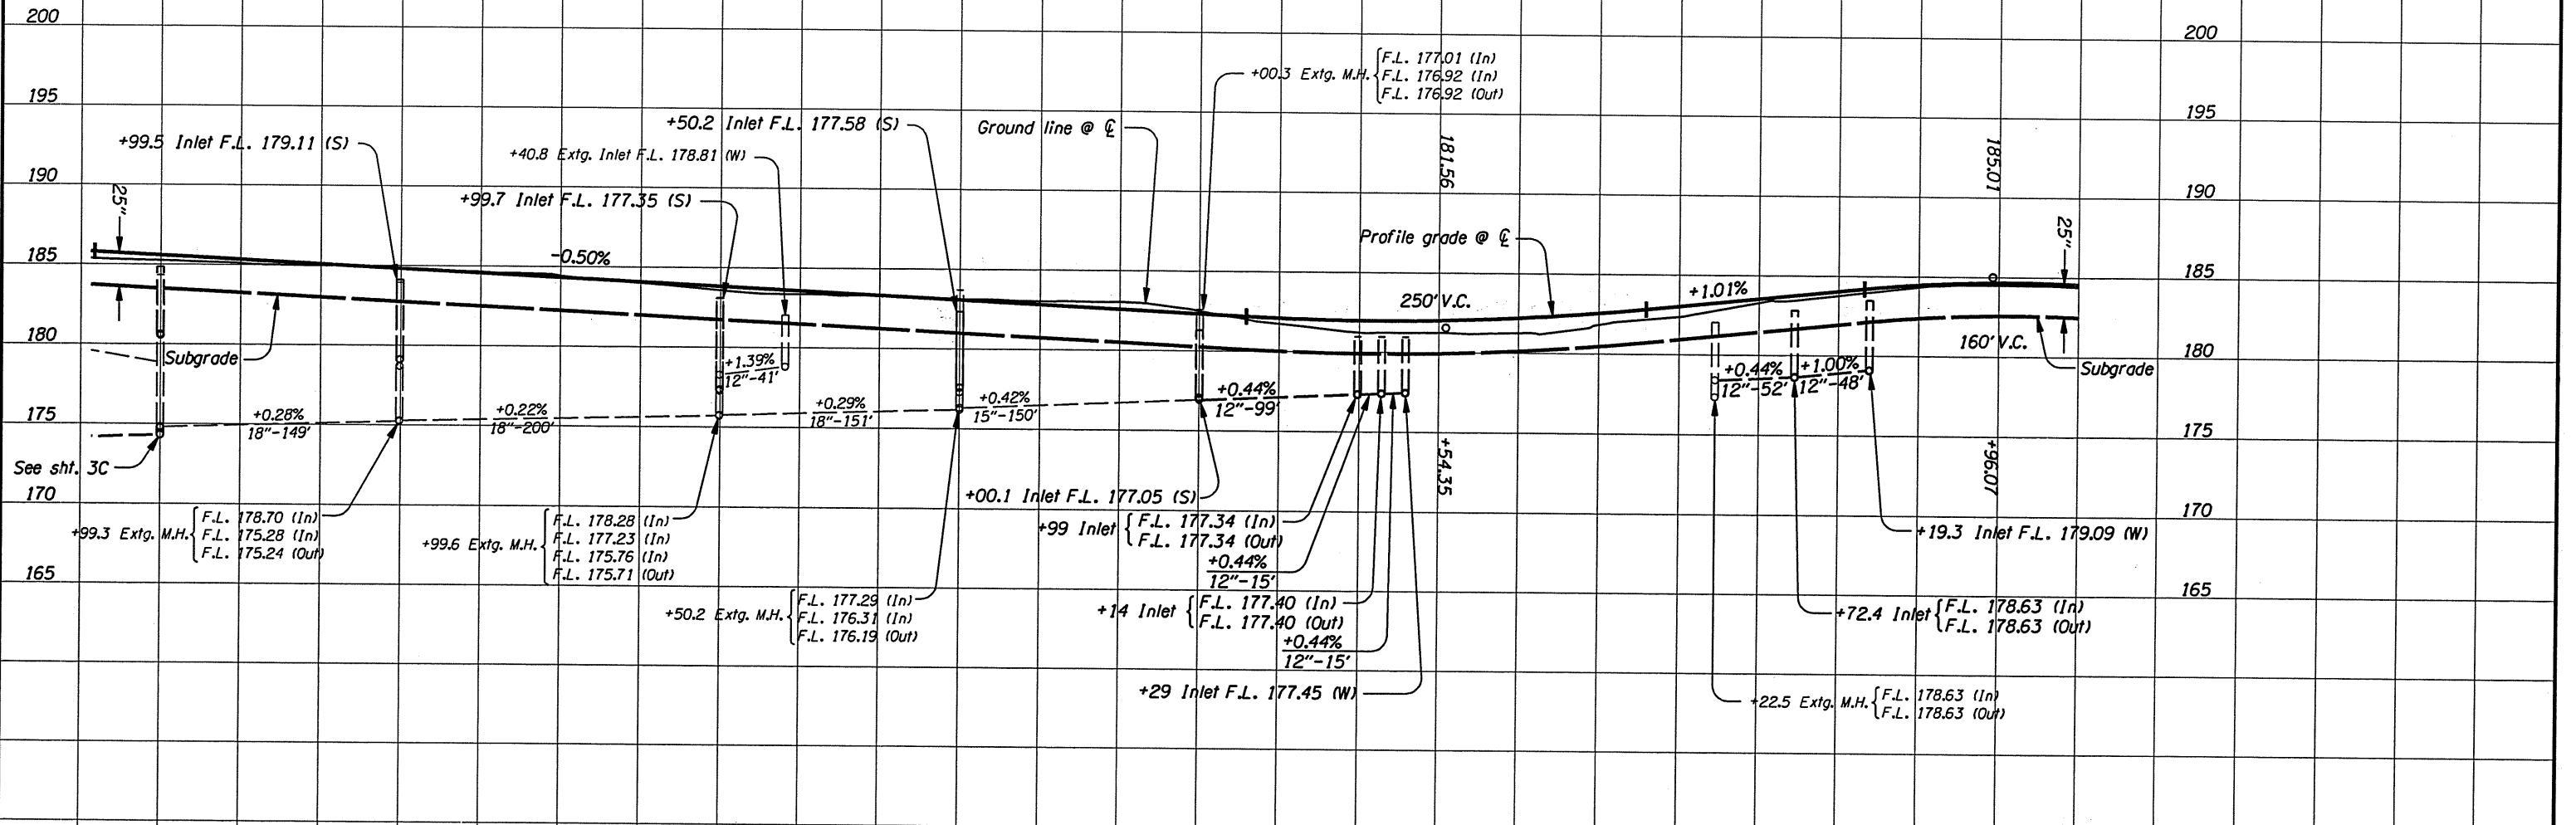 200
200
+00.3 Extg. M.H.
F.L. 177.01 (In)
F.L. 176.92 (In)
F.L. 176.92 (Out)
195
195
+99.5 Inlet F.L. 179.11 (S)
+50.2 Inlet F.L. 177.58 (S)
Ground line @ ℄
+40.8 Extg. Inlet F.L. 178.81 (W)
181.56
185.01
190
190
25"
+99.7 Inlet F.L. 177.35 (S)
Profile grade @ ℄
25"
185
-0.50%
185
250' V.C.
+1.01%
180
Subgrade
160' V.C.
180
Subgrade
+1.39%
12"-41'
+0.44%
12"-52'
+1.00%
12"-48'
+0.44%
12"-99'
175
+0.28%
18"-149'
+0.22%
18"-200'
+0.29%
18"-151'
+0.42%
15"-150'
175
See sht. 3C
+54.35
+96.07
170
+00.1 Inlet F.L. 177.05 (S)
170
+99.3 Extg. M.H.
F.L. 178.70 (In)
F.L. 175.28 (In)
F.L. 175.24 (Out)
+99.6 Extg. M.H.
F.L. 178.28 (In)
F.L. 177.23 (In)
F.L. 175.76 (In)
F.L. 175.71 (Out)
+99 Inlet
F.L. 177.34 (In)
F.L. 177.34 (Out)
+19.3 Inlet F.L. 179.09 (W)
+0.44%
12"-15'
165
165
+50.2 Extg. M.H.
F.L. 177.29 (In)
F.L. 176.31 (In)
F.L. 176.19 (Out)
+14 Inlet
F.L. 177.40 (In)
F.L. 177.40 (Out)
+72.4 Inlet
F.L. 178.63 (In)
F.L. 178.63 (Out)
+0.44%
12"-15'
+29 Inlet F.L. 177.45 (W)
+22.5 Extg. M.H.
F.L. 178.63 (In)
F.L. 178.63 (Out)